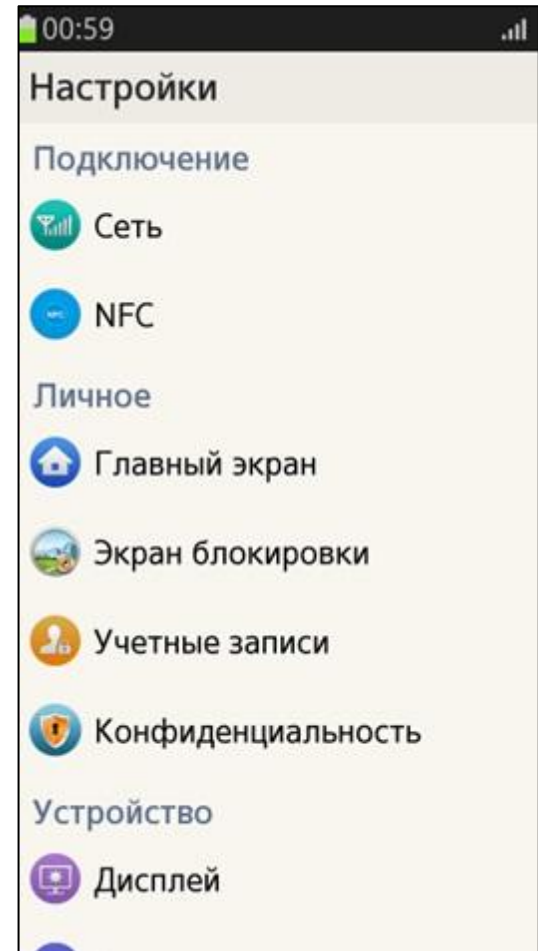 00:59
Настройки
Подключение
Сеть
NFC
Личное
Главный экран
Экран блокировки
Учетные записи
Конфиденциальность
Устройство
Дисплей